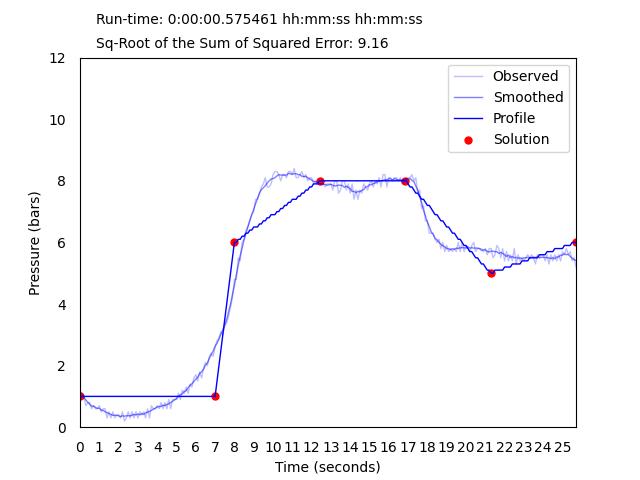 Run-time: 0:00:00.575461 hh:mm:ss hh:mm:ss
Sq-Root of the Sum of Squared Error: 9.16
12
10
8
6
4
2
0
Pressure (bars)
Observed
Smoothed
Profile
Solution
0 1 2 3 4 5 6 7 8 9 10 11 12 13 14 15 16 17 18 19 20 21 22 23 24 25
Time (seconds)